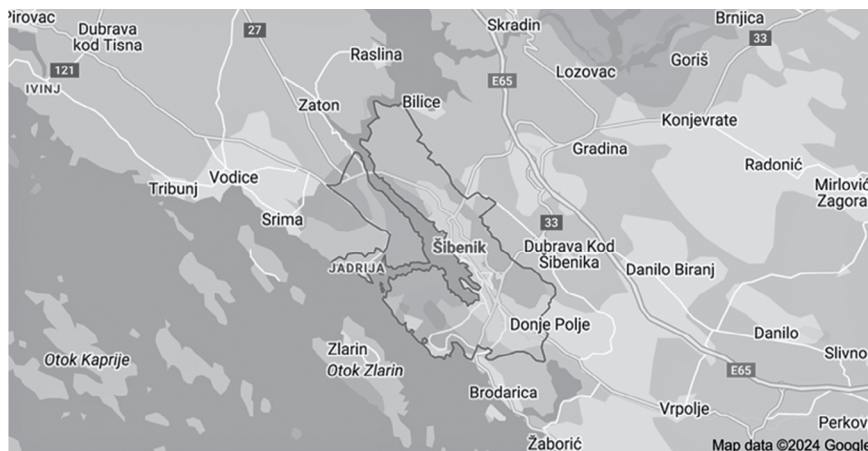 Pirovac
Dubrava
kod Tisna
27
Skradin
Brnjica
33
121
IVINJ
Raslina
E65
Lozovac
Goriš
Zaton
Bilice
Konjevrate
Gradina
Radonić
Tribunj
Vodice
Mirlović
Zagora
Srima
33
Šibenik
Dubrava Kod
Šibenika
JADRIJA
Danilo Biranj
Donje Polje
Danilo
Zlarin
Otok Kaprije
Otok Zlarin
Slivno
E65
Brodarica
Vrpolje
Perkov
Žaborić
Map data ©2024 Google